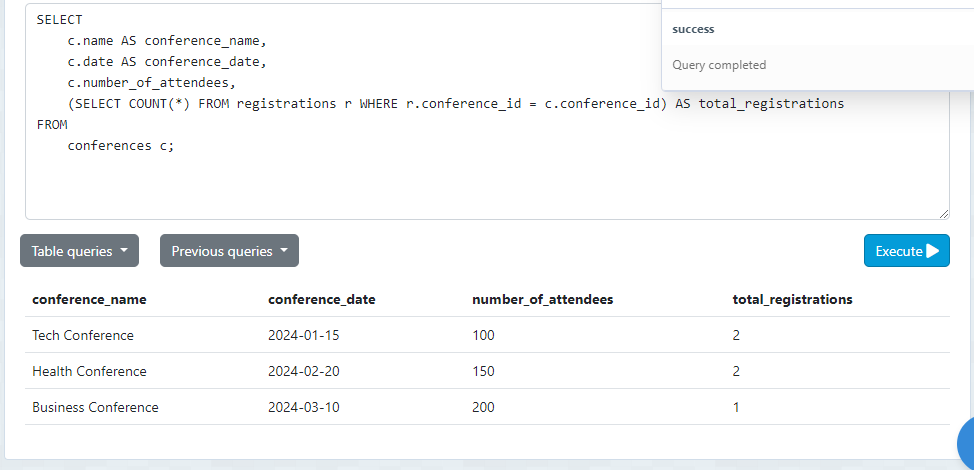 SELECT
    c.name AS conference_name,
    c.date AS conference_date,
    c.number_of_attendees,
    (SELECT COUNT(*) FROM registrations r WHERE r.conference_id = c.conference_id) AS total_registrations
FROM
    conferences c;
success
Query completed
Table queries Previous queries Execute
conference_name conference_date number_of_attendees total_registrations
Tech Conference 2024-01-15 100 2
Health Conference 2024-02-20 150 2
Business Conference 2024-03-10 200 1